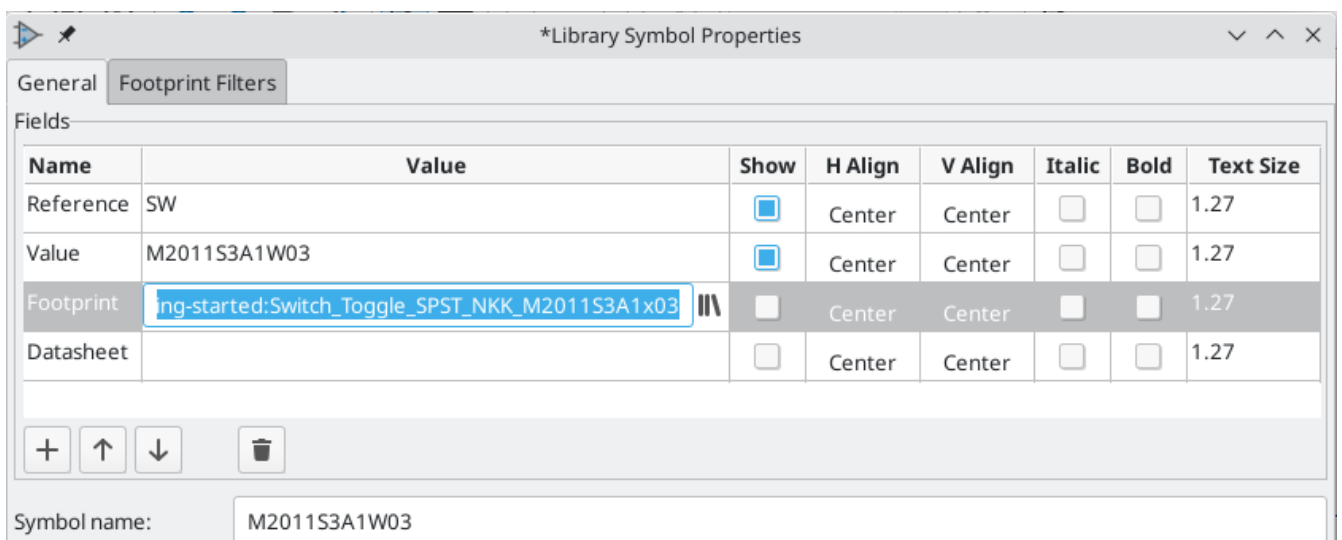 *Library Symbol Properties
General Footprint Filters
Fields
Name Value Show H Align V Align Italic Bold Text Size
Reference SW Center Center 1.27
Value M2011S3A1W03 Center Center 1.27
Footprint ing-started:Switch_Toggle_SPST_NKK_M2011S3A1x03 Center Center 1.27
Datasheet Center Center 1.27
Symbol name: M2011S3A1W03